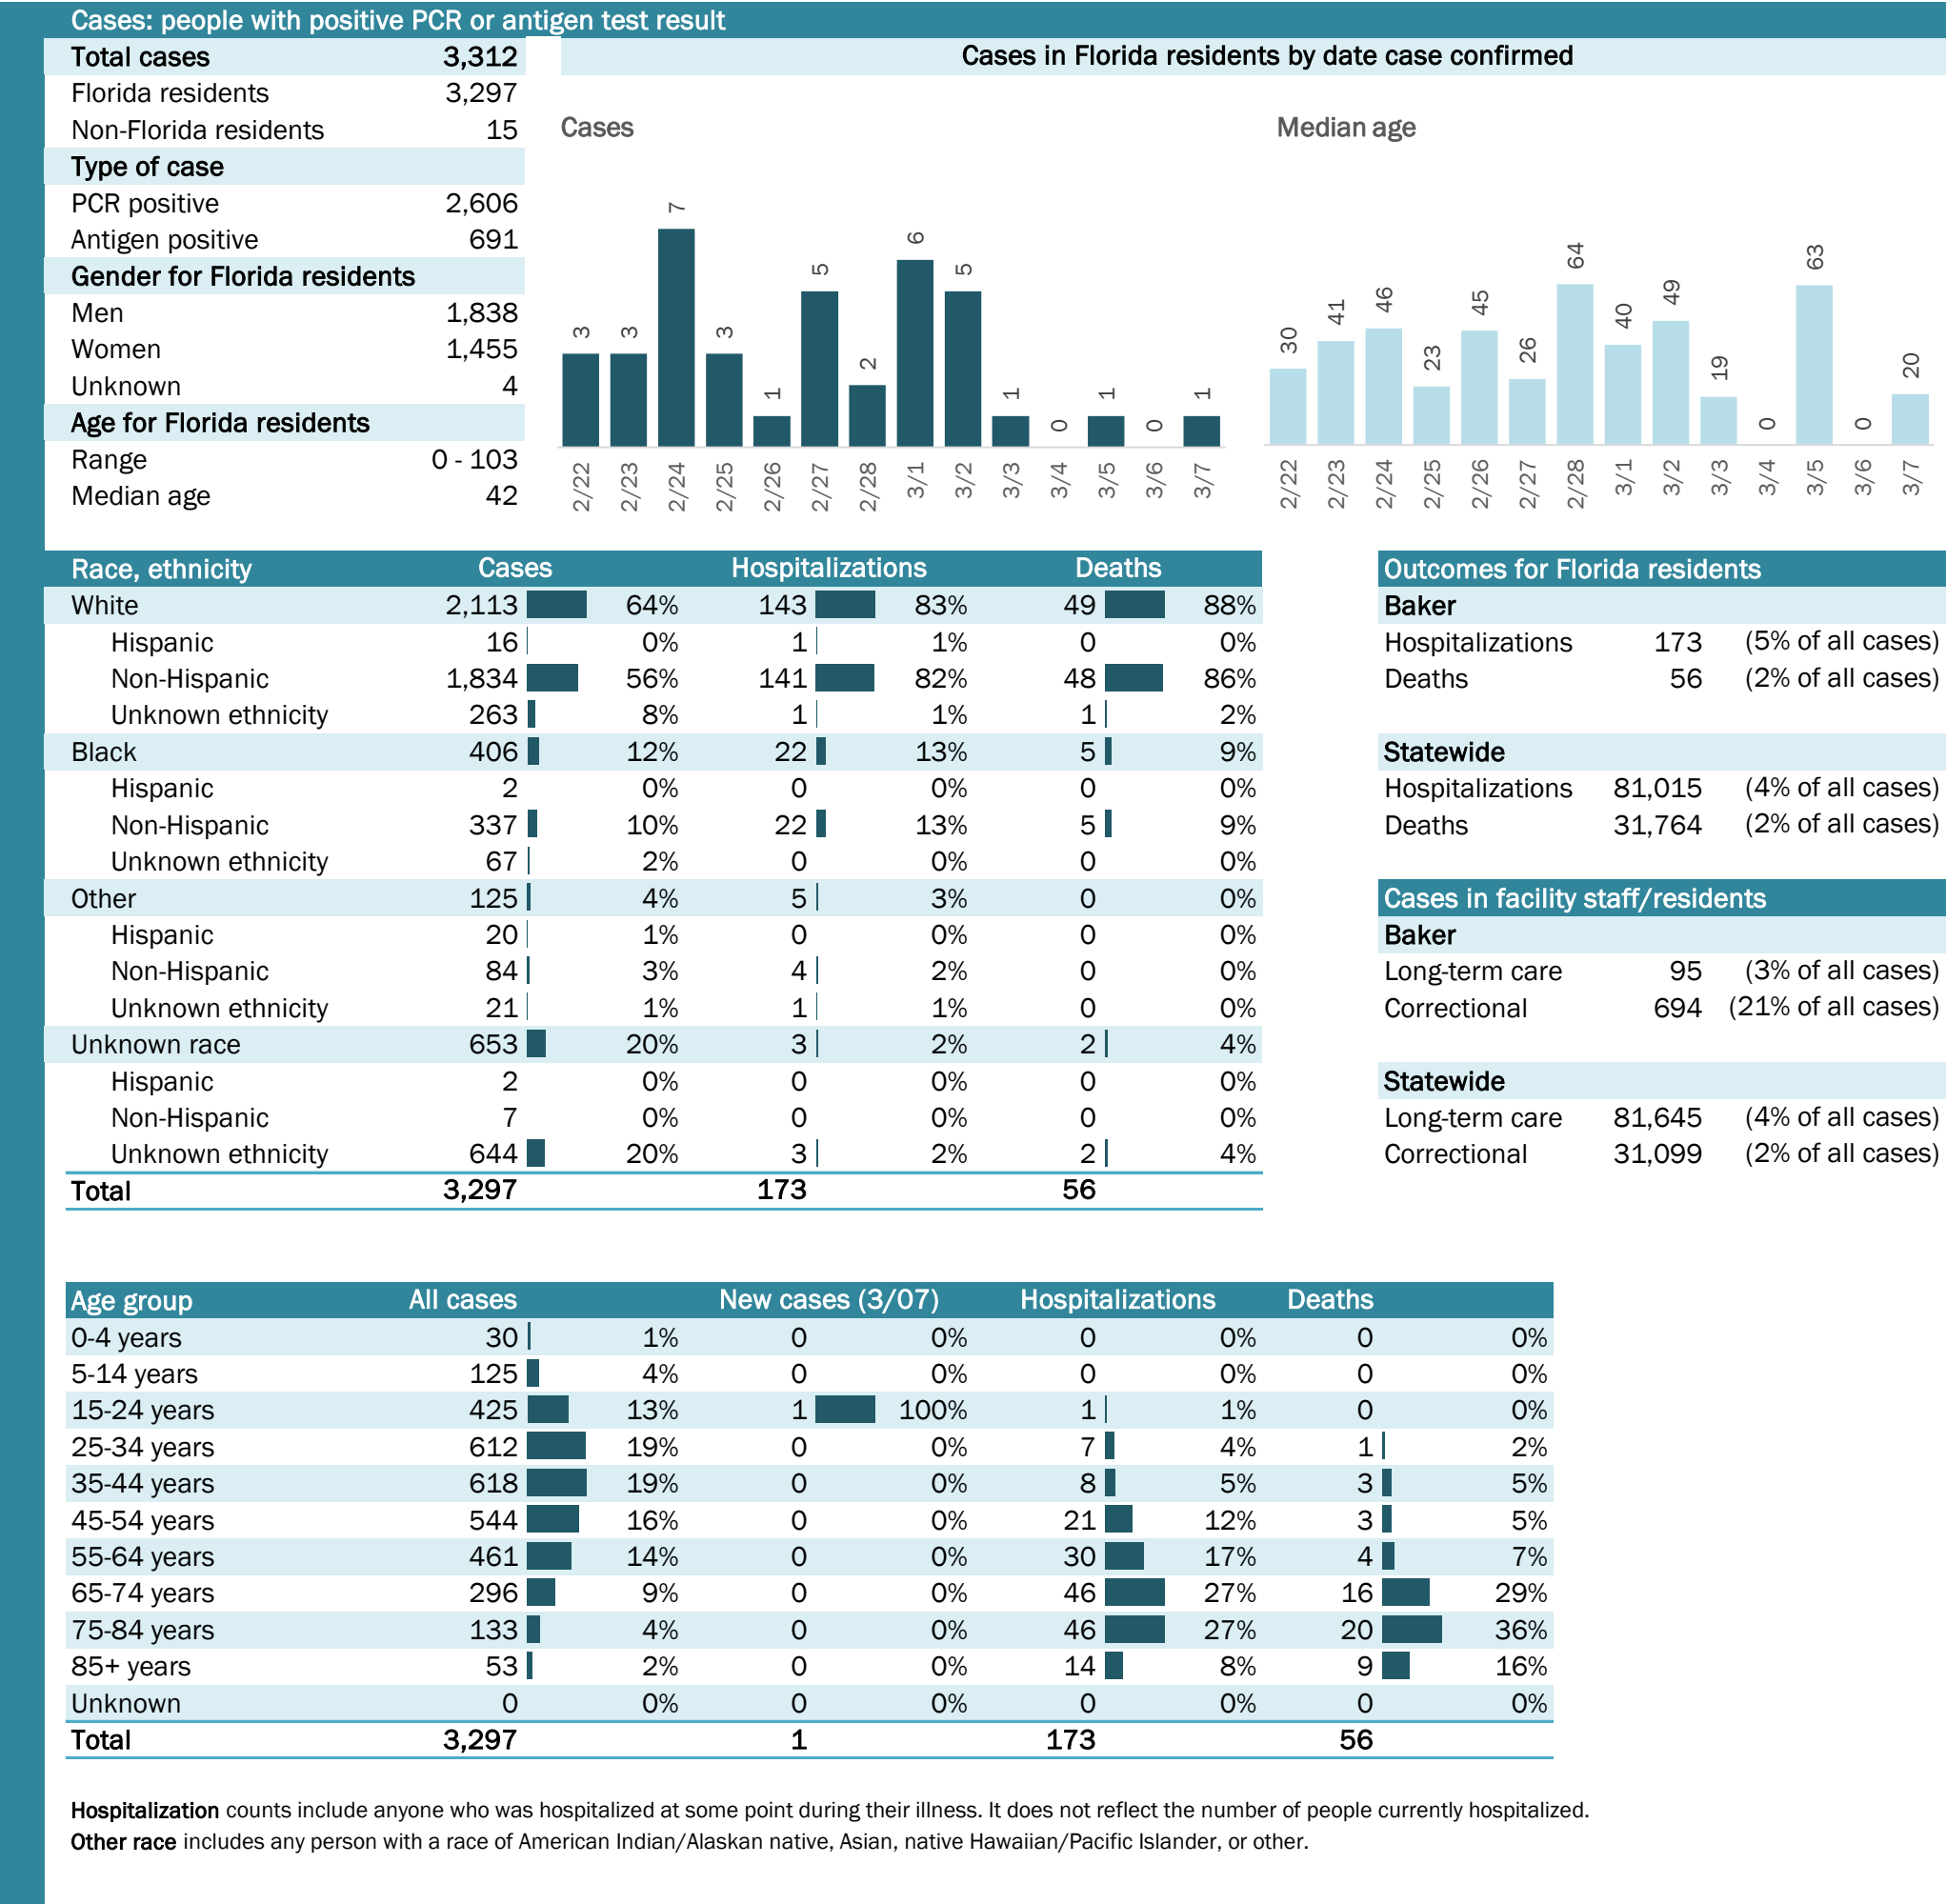 Cases: people with positive PCR or antigen test result
Total cases 3,312
Florida residents 3,297
Non-Florida residents 15
Type of case
PCR positive 2,606
Antigen positive 691
Gender for Florida residents
Men 1,838
Women 1,455
Unknown 4
Age for Florida residents
Range 0 - 103
Median age 42
Cases in Florida residents by date case confirmed
Cases
3 3 7 3 1 5 2 6 5 1 0 1 0 1
2/22 2/23 2/24 2/25 2/26 2/27 2/28 3/1 3/2 3/3 3/4 3/5 3/6 3/7
Median age
30 41 46 23 45 26 64 40 49 19 0 63 0 20
2/22 2/23 2/24 2/25 2/26 2/27 2/28 3/1 3/2 3/3 3/4 3/5 3/6 3/7
Race, ethnicity Cases Hospitalizations Deaths
White 2,113 64% 143 83% 49 88%
Hispanic 16 0% 1 1% 0 0%
Non-Hispanic 1,834 56% 141 82% 48 86%
Unknown ethnicity 263 8% 1 1% 1 2%
Black 406 12% 22 13% 5 9%
Hispanic 2 0% 0 0% 0 0%
Non-Hispanic 337 10% 22 13% 5 9%
Unknown ethnicity 67 2% 0 0% 0 0%
Other 125 4% 5 3% 0 0%
Hispanic 20 1% 0 0% 0 0%
Non-Hispanic 84 3% 4 2% 0 0%
Unknown ethnicity 21 1% 1 1% 0 0%
Unknown race 653 20% 3 2% 2 4%
Hispanic 2 0% 0 0% 0 0%
Non-Hispanic 7 0% 0 0% 0 0%
Unknown ethnicity 644 20% 3 2% 2 4%
Total 3,297 173 56
Outcomes for Florida residents
Baker
Hospitalizations 173 (5% of all cases)
Deaths 56 (2% of all cases)
Statewide
Hospitalizations 81,015 (4% of all cases)
Deaths 31,764 (2% of all cases)
Cases in facility staff/residents
Baker
Long-term care 95 (3% of all cases)
Correctional 694 (21% of all cases)
Statewide
Long-term care 81,645 (4% of all cases)
Correctional 31,099 (2% of all cases)
Age group All cases New cases (3/07) Hospitalizations Deaths
0-4 years 30 1% 0 0% 0 0% 0 0%
5-14 years 125 4% 0 0% 0 0% 0 0%
15-24 years 425 13% 1 100% 1 1% 0 0%
25-34 years 612 19% 0 0% 7 4% 1 2%
35-44 years 618 19% 0 0% 8 5% 3 5%
45-54 years 544 16% 0 0% 21 12% 3 5%
55-64 years 461 14% 0 0% 30 17% 4 7%
65-74 years 296 9% 0 0% 46 27% 16 29%
75-84 years 133 4% 0 0% 46 27% 20 36%
85+ years 53 2% 0 0% 14 8% 9 16%
Unknown 0 0% 0 0% 0 0% 0 0%
Total 3,297 1 173 56
Hospitalization counts include anyone who was hospitalized at some point during their illness. It does not reflect the number of people currently hospitalized.
Other race includes any person with a race of American Indian/Alaskan native, Asian, native Hawaiian/Pacific Islander, or other.